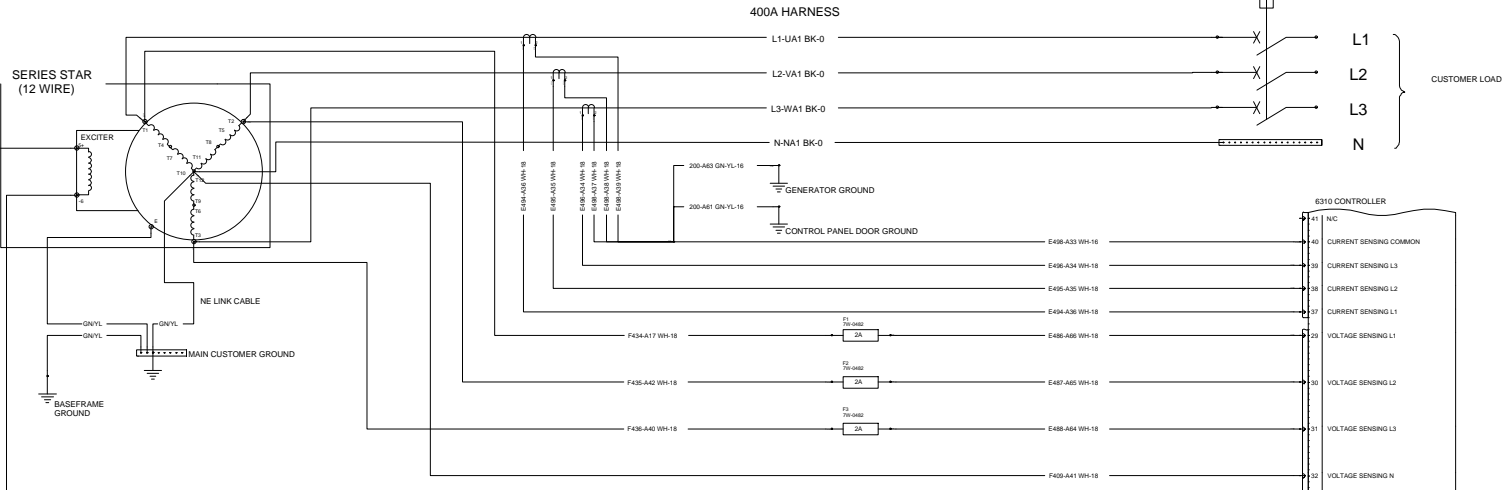 400A HARNESS
L1-UA1 BK-0
L1
SERIES STAR
(12 WIRE)
L2-VA1 BK-0
L2
CUSTOMER LOAD
L3-WA1 BK-0
L3
EXCITER
T1
T2
T5
T4
T8
T7
T11
T10
T12
T9
T6
T3
5+
-6
E
N-NA1 BK-0
N
E494-A36 WH-18
E495-A35 WH-18
E496-A34 WH-18
E498-A37 WH-18
E498-A38 WH-18
E498-A39 WH-18
200-A63 GN-YL-16
GENERATOR GROUND
200-A61 GN-YL-16
CONTROL PANEL DOOR GROUND
6310 CONTROLLER
41 N/C
E498-A33 WH-16
40 CURRENT SENSING COMMON
E496-A34 WH-18
39 CURRENT SENSING L3
E495-A35 WH-18
38 CURRENT SENSING L2
NE LINK CABLE
E494-A36 WH-18
37 CURRENT SENSING L1
GN/YL
GN/YL
GN/YL
F434-A17 WH-18
F1
7W-0482
2A
E486-A66 WH-18
29 VOLTAGE SENSING L1
MAIN CUSTOMER GROUND
F435-A42 WH-18
F2
7W-0482
2A
E487-A65 WH-18
30 VOLTAGE SENSING L2
BASEFRAME
GROUND
F436-A40 WH-18
F3
7W-0482
2A
E488-A64 WH-18
31 VOLTAGE SENSING L3
F409-A41 WH-18
32 VOLTAGE SENSING N